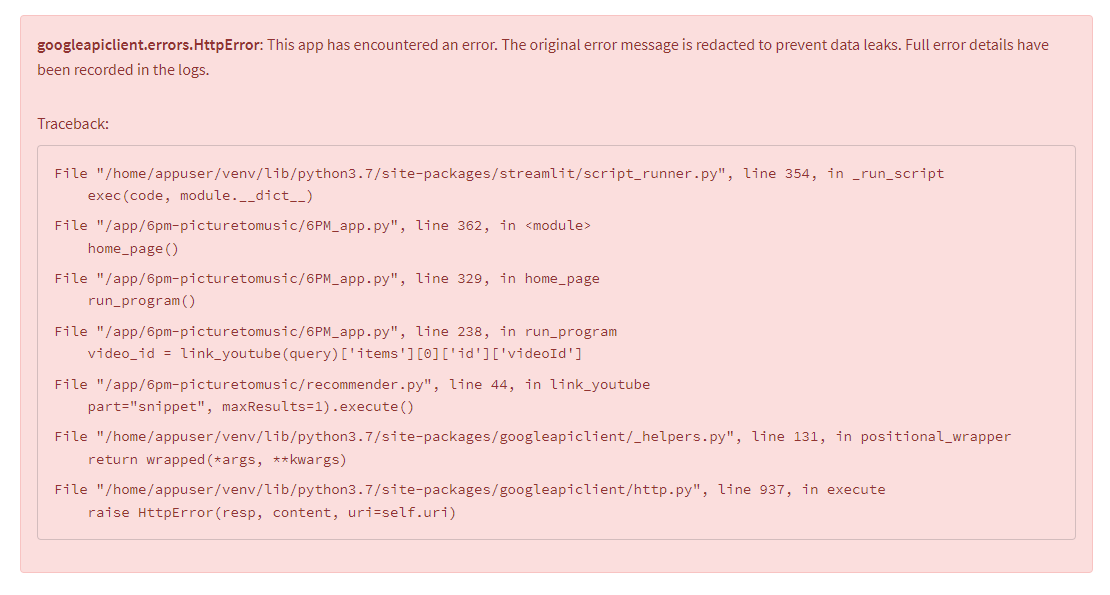 googleapiclient.errors.HttpError: This app has encountered an error. The original error message is redacted to prevent data leaks. Full error details have
been recorded in the logs.
Traceback:
File "/home/appuser/venv/lib/python3.7/site-packages/streamlit/script_runner.py", line 354, in _run_script
exec(code, module.__dict__)
File "/app/6pm-picturetomusic/6PM_app.py", line 362, in <module>
home_page()
File "/app/6pm-picturetomusic/6PM_app.py", line 329, in home_page
run_program()
File "/app/6pm-picturetomusic/6PM_app.py", line 238, in run_program
video_id = link_youtube(query)['items'][0]['id']['videoId']
File "/app/6pm-picturetomusic/recommender.py", line 44, in link_youtube
part="snippet", maxResults=1).execute()
File "/home/appuser/venv/lib/python3.7/site-packages/googleapiclient/_helpers.py", line 131, in positional_wrapper
return wrapped(*args, **kwargs)
File "/home/appuser/venv/lib/python3.7/site-packages/googleapiclient/http.py", line 937, in execute
raise HttpError(resp, content, uri=self.uri)